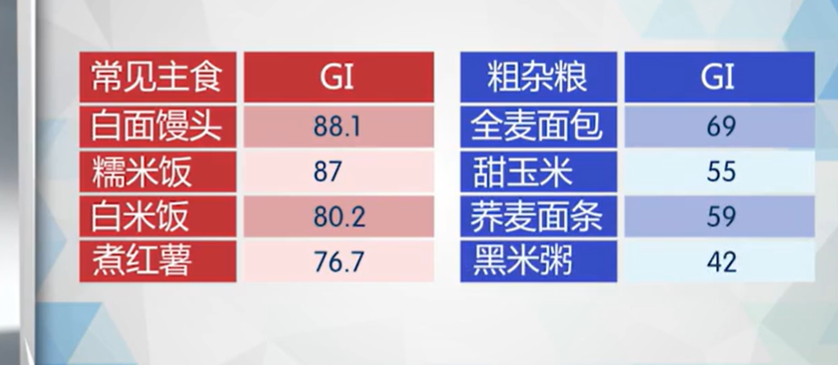 常见主食 GI 粗杂粮 GI
白面馒头 88.1 全麦面包 69
糯米饭 87 甜玉米 55
白米饭 80.2 荞麦面条 59
煮红薯 76.7 黑米粥 42